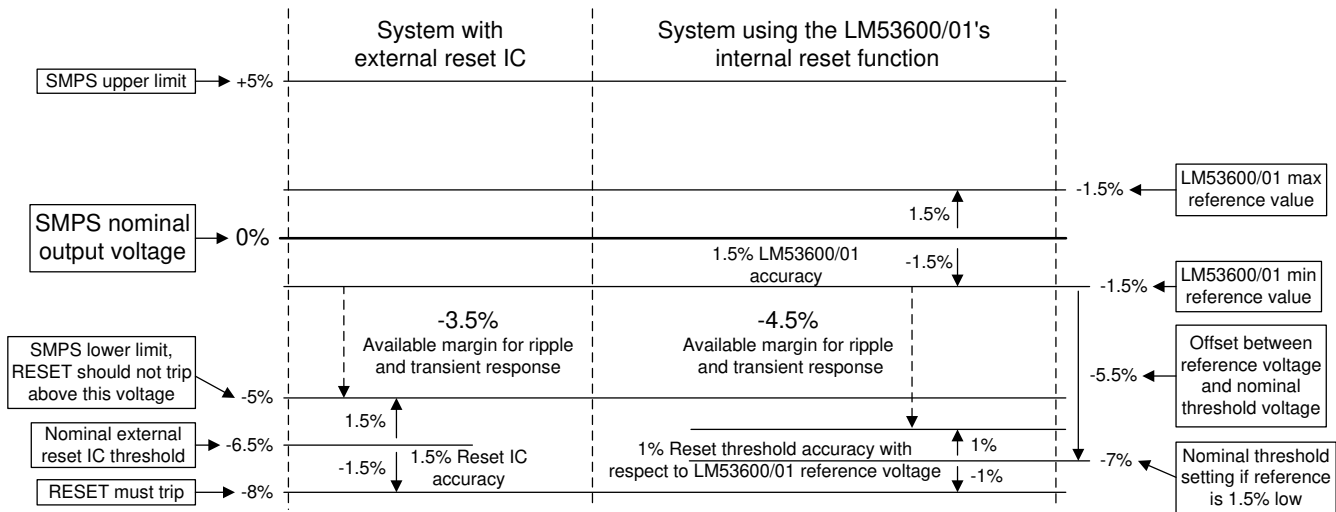 System with
external reset IC
System using the LM53600/01's
internal reset function
SMPS upper limit
+5%
-1.5%
LM53600/01 max
reference value
1.5%
SMPS nominal
output voltage
0%
1.5% LM53600/01
accuracy
-1.5%
-1.5%
LM53600/01 min
reference value
-3.5%
Available margin for ripple
and transient response
-4.5%
Available margin for ripple
and transient response
SMPS lower limit,
RESET should not trip
above this voltage
-5%
-5.5%
Offset between
reference voltage
and nominal
threshold voltage
1.5%
Nominal external
reset IC threshold
-6.5%
-1.5%
1.5% Reset IC
accuracy
1% Reset threshold accuracy with
respect to LM53600/01 reference voltage
1%
-1%
-7%
Nominal threshold
setting if reference
is 1.5% low
RESET must trip
-8%